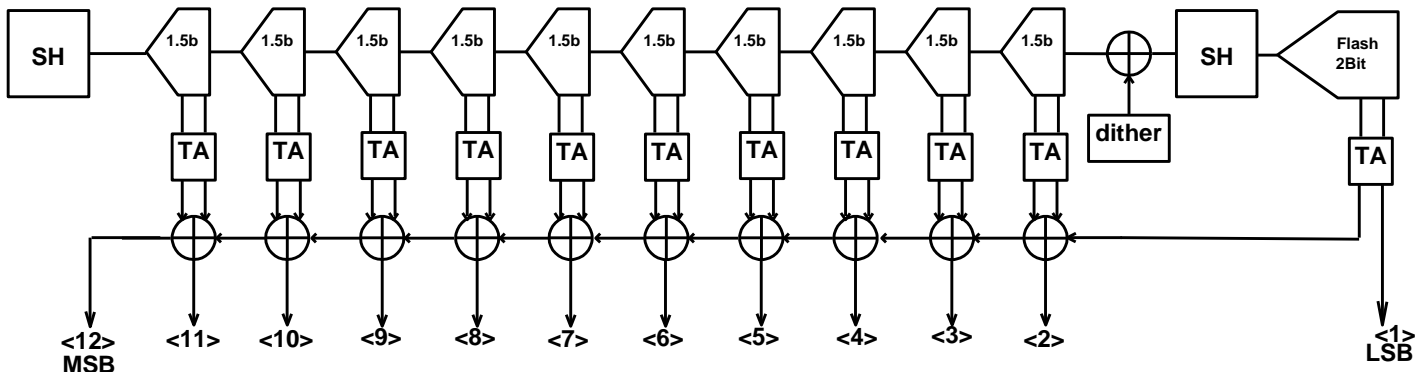 SH 1.5b 1.5b 1.5b 1.5b 1.5b 1.5b 1.5b 1.5b 1.5b 1.5b SH Flash
2Bit
dither
TA TA TA TA TA TA TA TA TA TA TA
<12> <11> <10> <9> <8> <7> <6> <5> <4> <3> <2> <1>
MSB LSB